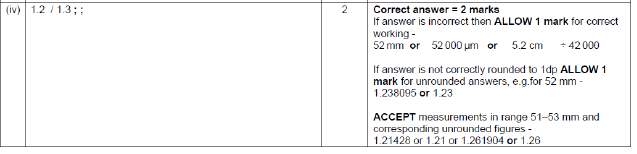 (iv) 1.2 / 1.3 ; ; 2 Correct answer = 2 marks
If answer is incorrect then ALLOW 1 mark for correct
working -
52 mm or 52 000 µm or 5.2 cm ÷ 42 000
If answer is not correctly rounded to 1dp ALLOW 1
mark for unrounded answers, e.g.for 52 mm -
1.238095 or 1.23
ACCEPT measurements in range 51–53 mm and
corresponding unrounded figures -
1.21428 or 1.21 or 1.261904 or 1.26